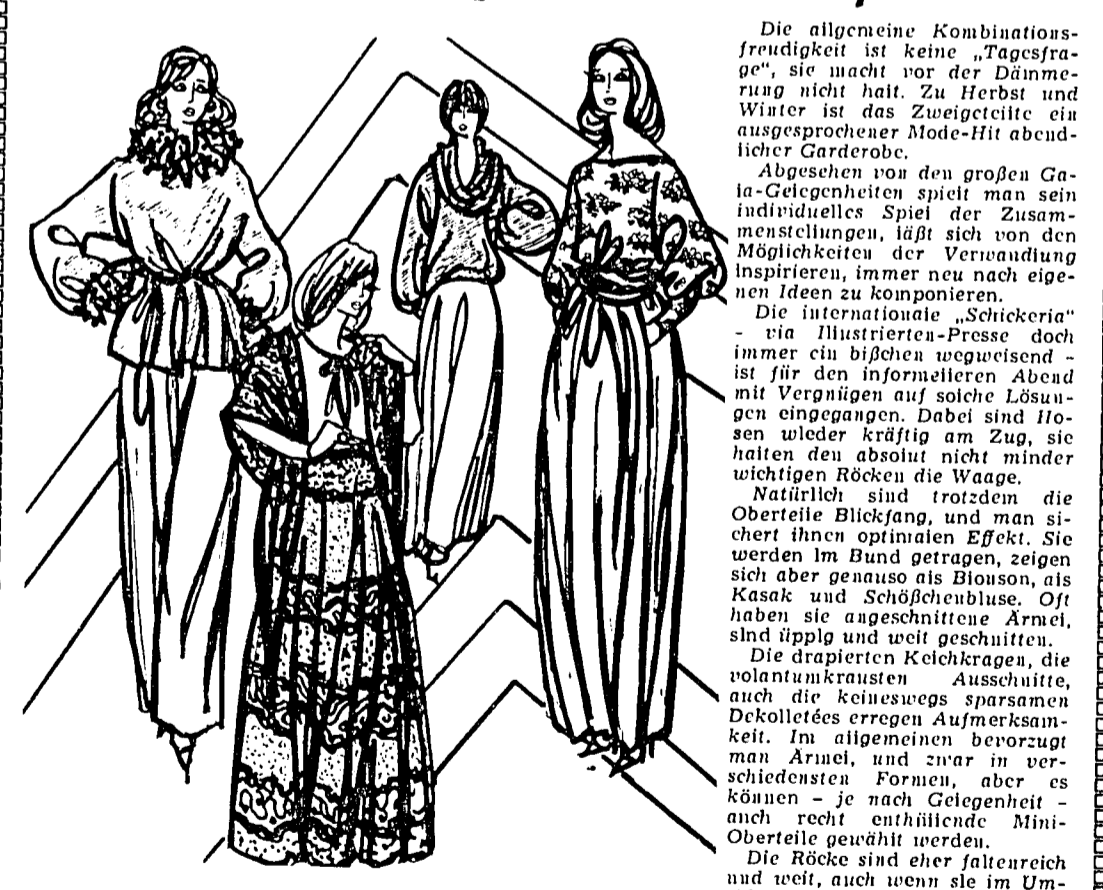 Die allgemeine Kombinations-
freudigkeit ist keine „Tagesfra-
ge“, sie macht vor der Dämme-
rung nicht halt. Zu Herbst und
Winter ist das Zweigeteilte ein
ausgesprochener Mode-Hit abend-
licher Garderobe.
Abgesehen von den großen Ga-
la-Gelegenheiten spielt man sein
individuelles Spiel der Zusam-
menstellungen, läßt sich von den
Möglichkeiten der Verwandlung
inspirieren, immer neu nach eige-
nen Ideen zu komponieren.
Die internationale „Schickeria“
- via Illustrierten-Presse doch
immer ein bißchen wegweisend -
ist für den informelleren Abend
mit Vergnügen auf solche Lösun-
gen eingegangen. Dabei sind Ho-
sen wieder kräftig am Zug, sie
halten den absolut nicht minder
wichtigen Röcken die Waage.
Natürlich sind trotzdem die
Oberteile Blickfang, und man si-
chert ihnen optimalen Effekt. Sie
werden im Bund getragen, zeigen
sich aber genauso als Blouson, als
Kasak und Schößchenbluse. Oft
haben sie angeschnittene Ärmel,
sind üppig und weit geschnitten.
Die drapierten Kelchkragen, die
volantumkrausten Ausschnitte,
auch die keineswegs sparsamen
Dekolletées erregen Aufmerksam-
keit. Im allgemeinen bevorzugt
man Ärmel, und zwar in ver-
schiedensten Formen, aber es
können - je nach Gelegenheit -
auch recht enthüllende Mini-
Oberteile gewählt werden.
Die Röcke sind eher faltenreich
und weit, auch wenn sie im Um-